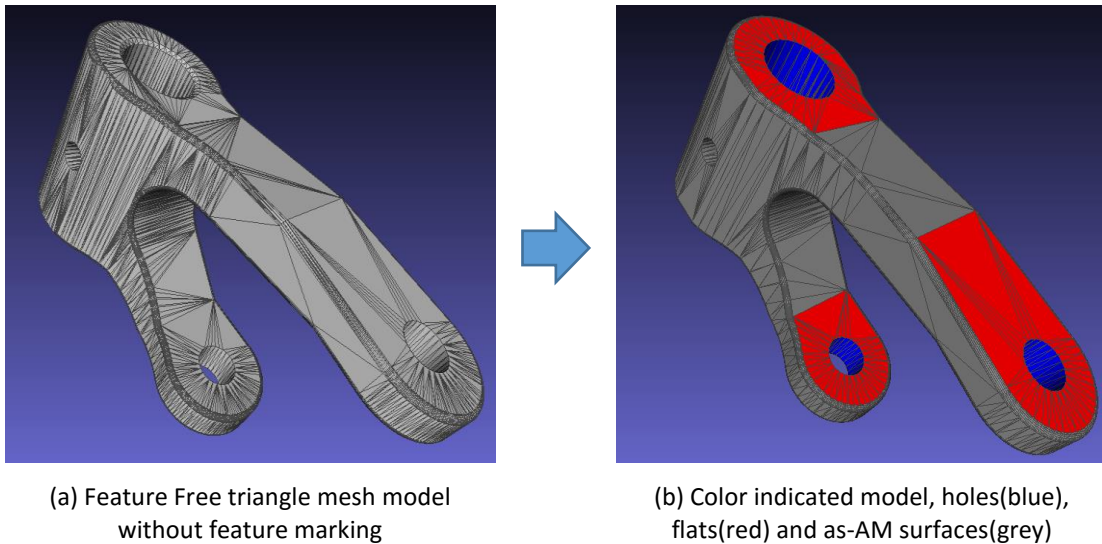 (a) Feature Free triangle mesh model
without feature marking
(b) Color indicated model, holes(blue),
flats(red) and as-AM surfaces(grey)